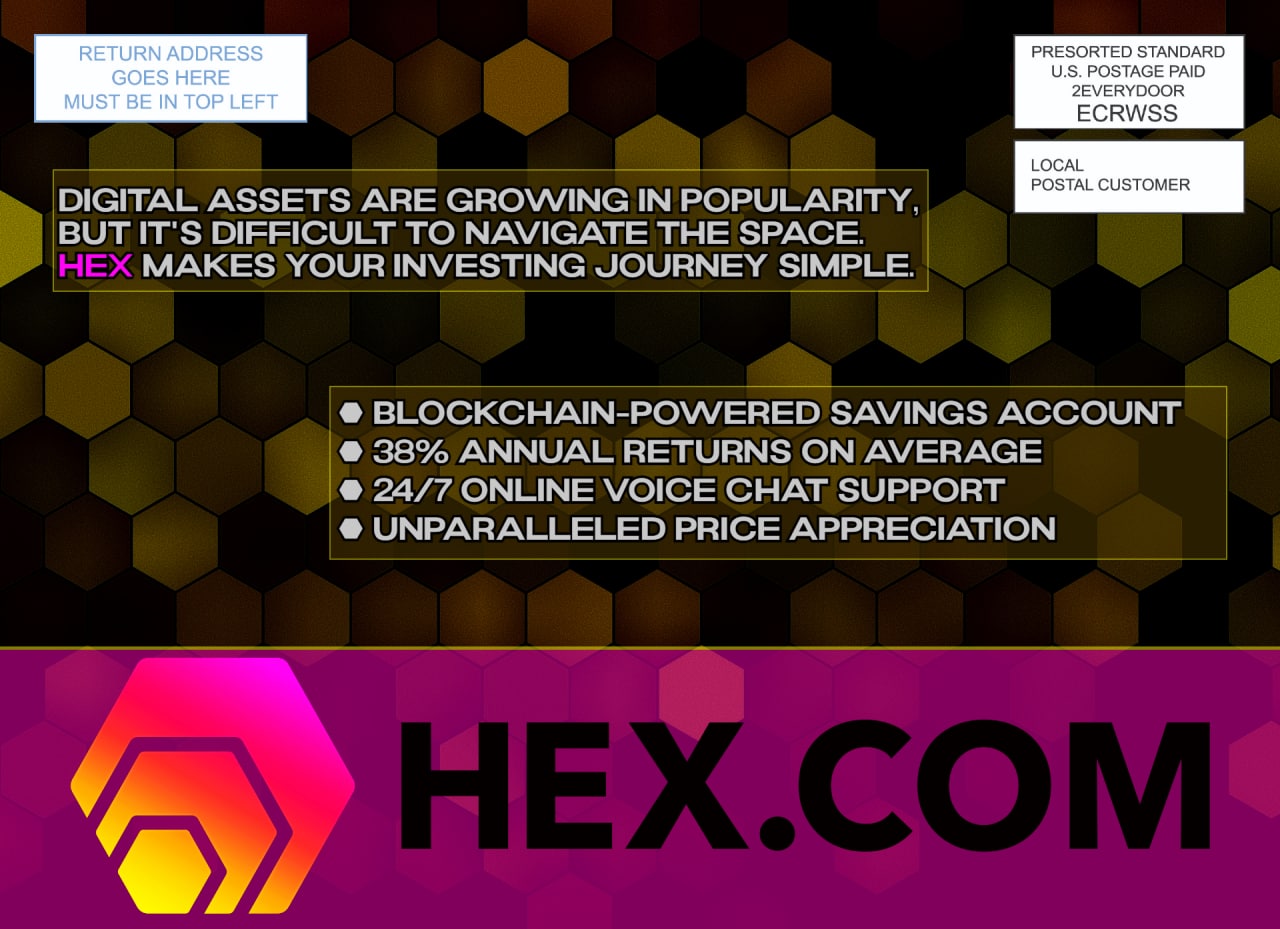 RETURN ADDRESS
GOES HERE
MUST BE IN TOP LEFT
PRESORTED STANDARD
U.S. POSTAGE PAID
2EVERYDOOR
ECRWSS
LOCAL
POSTAL CUSTOMER
DIGITAL ASSETS ARE GROWING IN POPULARITY,
BUT IT'S DIFFICULT TO NAVIGATE THE SPACE.
HEX MAKES YOUR INVESTING JOURNEY SIMPLE.
BLOCKCHAIN-POWERED SAVINGS ACCOUNT
38% ANNUAL RETURNS ON AVERAGE
24/7 ONLINE VOICE CHAT SUPPORT
UNPARALLELED PRICE APPRECIATION
HEX.COM